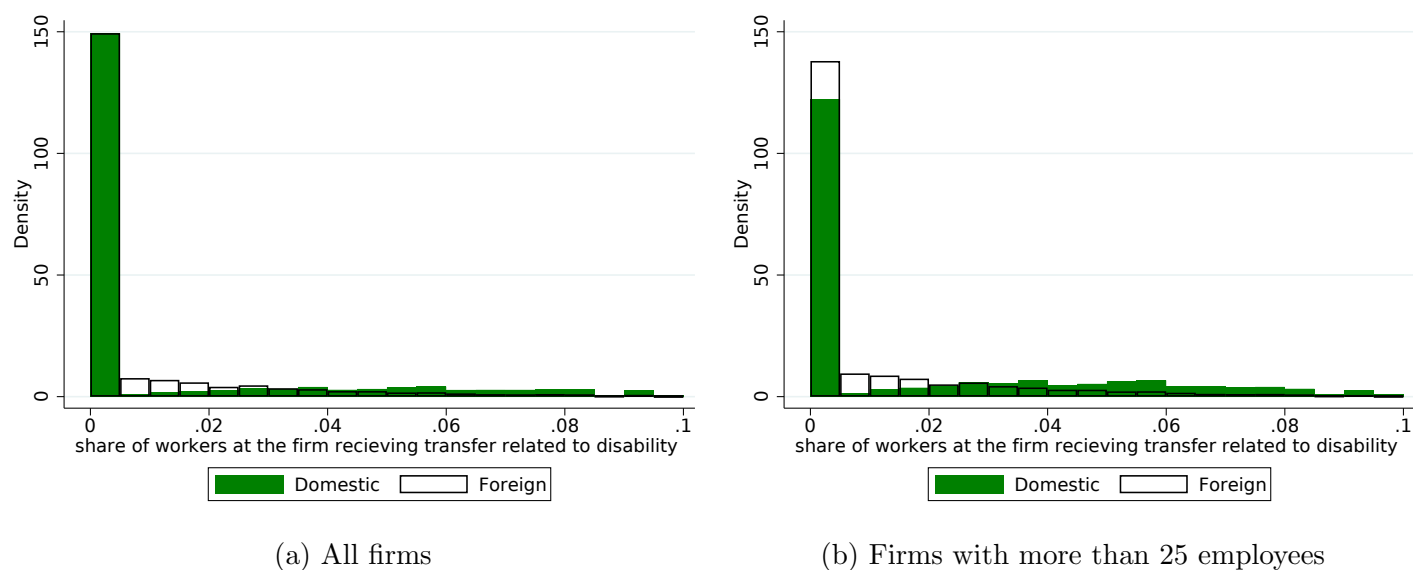 150
100
50
0
Density
0
.02
.04
.06
.08
.1
share of workers at the firm recieving transfer related to disability
Domestic
Foreign
(a) All firms
150
100
50
0
Density
0
.02
.04
.06
.08
.1
share of workers at the firm recieving transfer related to disability
Domestic
Foreign
(b) Firms with more than 25 employees